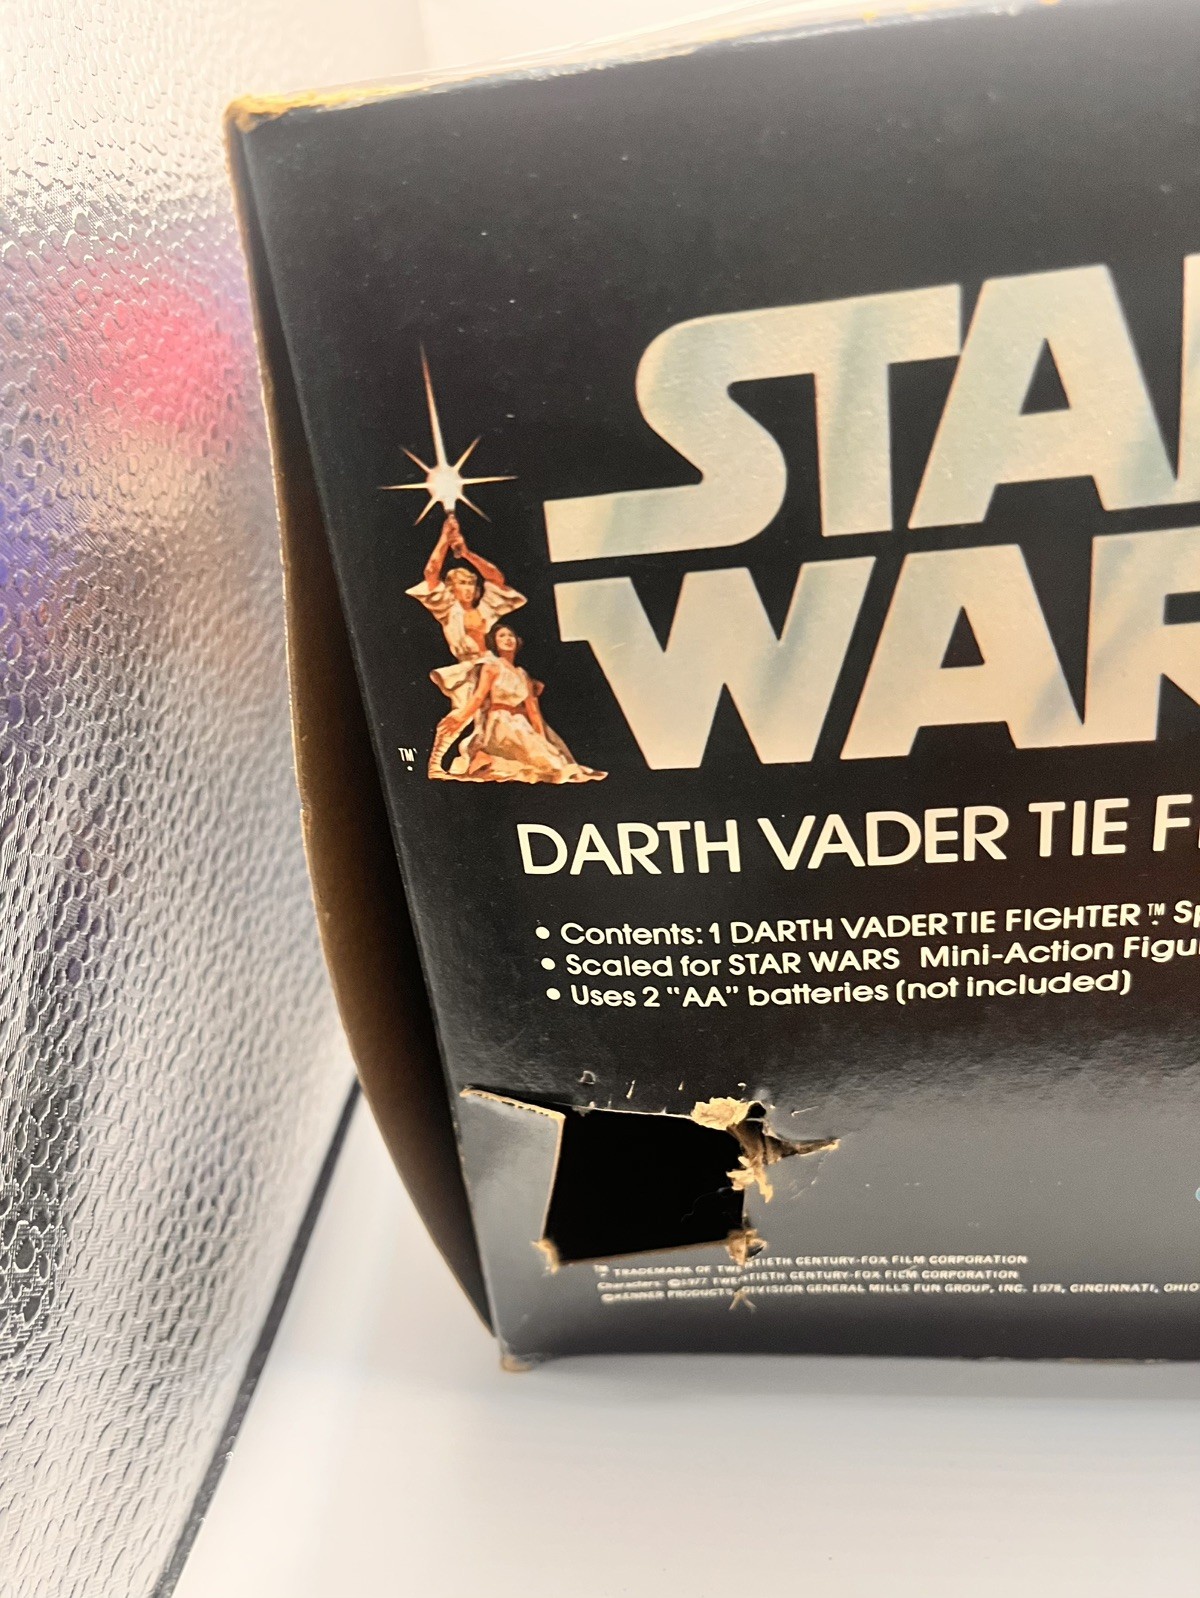 STAR
WAR
TM
DARTH VADER TIE F
• Contents: 1 DARTH VADER TIE FIGHTER™ Sp
• Scaled for STAR WARS Mini-Action Figu
• Uses 2 "AA" batteries (not included)
TRADEMARK OF TWENTIETH CENTURY-FOX FILM CORPORATION
Characters: ©1977 TWENTIETH CENTURY-FOX FILM CORPORATION
©KENNER PRODUCTS, DIVISION GENERAL MILLS FUN GROUP, INC. 1978, CINCINNATI, OHIO